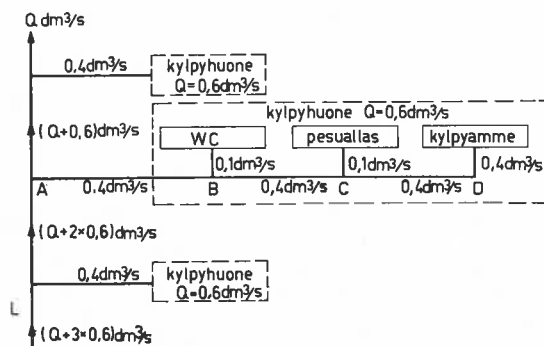 Q dm³/s
0,4dm³/s
kylpyhuone
Q=0,6dm³/s
kylpyhuone Q=0,6dm³/s
(Q+0,6)dm³/s
WC
pesuallas
kylpyamme
0,1dm³/s
0,1dm³/s
0,4dm³/s
A
0.4dm³/s
B
0,4dm³/s
C
0,4dm³/s
D
(Q+2×0,6)dm³/s
0,4dm³/s
kylpyhuone
Q=0,6dm³/s
L
(Q+3×0,6)dm³/s